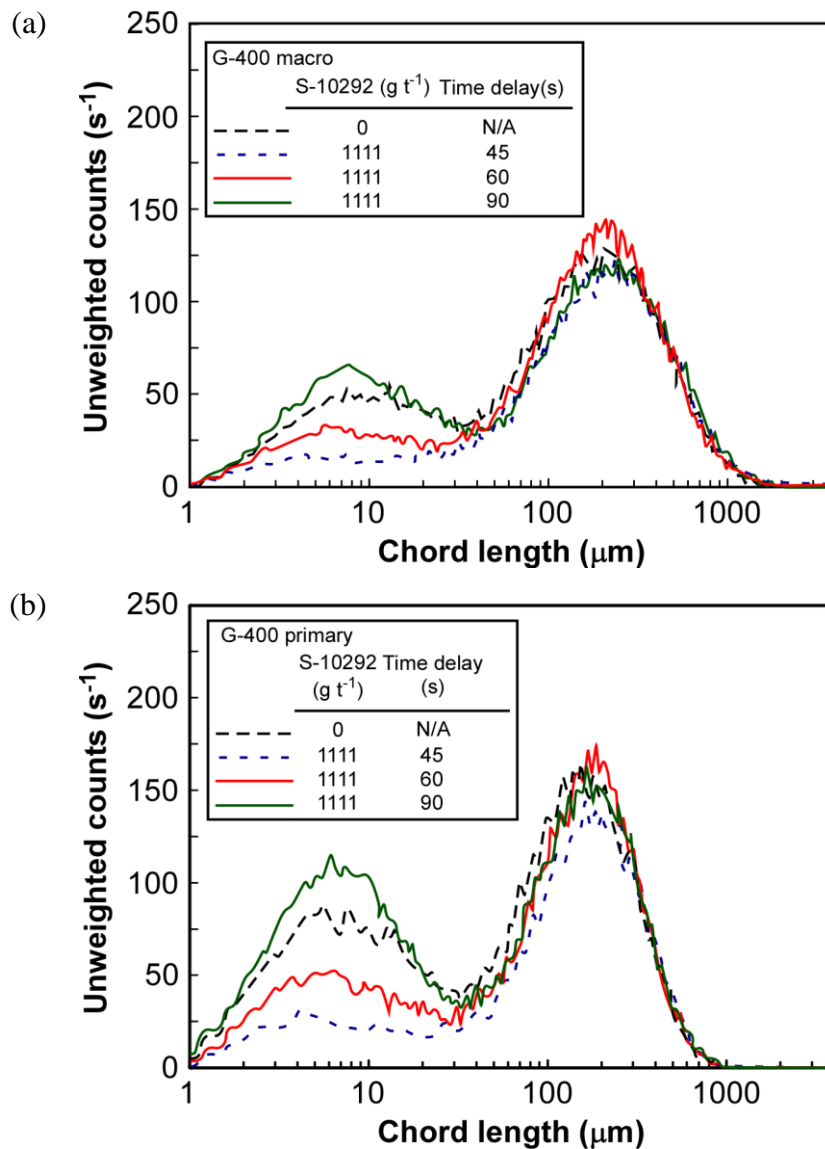 (a)
250
200
150
100
50
0
Unweighted counts (s⁻¹)
G-400 macro
S-10292 (g t⁻¹) Time delay(s)
0 N/A
1111 45
1111 60
1111 90
1 10 100 1000
Chord length (μm)
(b)
250
200
150
100
50
0
Unweighted counts (s⁻¹)
G-400 primary
S-10292 Time delay
(g t⁻¹) (s)
0 N/A
1111 45
1111 60
1111 90
1 10 100 1000
Chord length (μm)